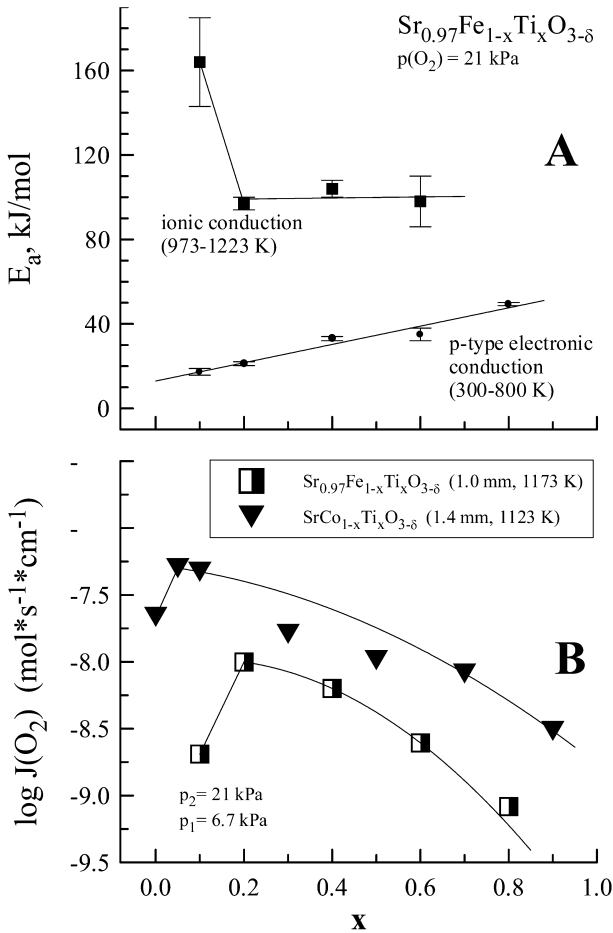 Sr0.97Fe1-xTixO3-δ
p(O2) = 21 kPa
A
160
120
80
40
0
Ea, kJ/mol
ionic conduction
(973-1223 K)
p-type electronic
conduction
(300-800 K)
Sr0.97Fe1-xTixO3-δ (1.0 mm, 1173 K)
SrCo1-xTixO3-δ (1.4 mm, 1123 K)
B
-
-
-7.5
-8.0
-8.5
-9.0
-9.5
log J(O2) (mol*s-1*cm-1)
p2= 21 kPa
p1= 6.7 kPa
0.0 0.2 0.4 0.6 0.8 1.0
x